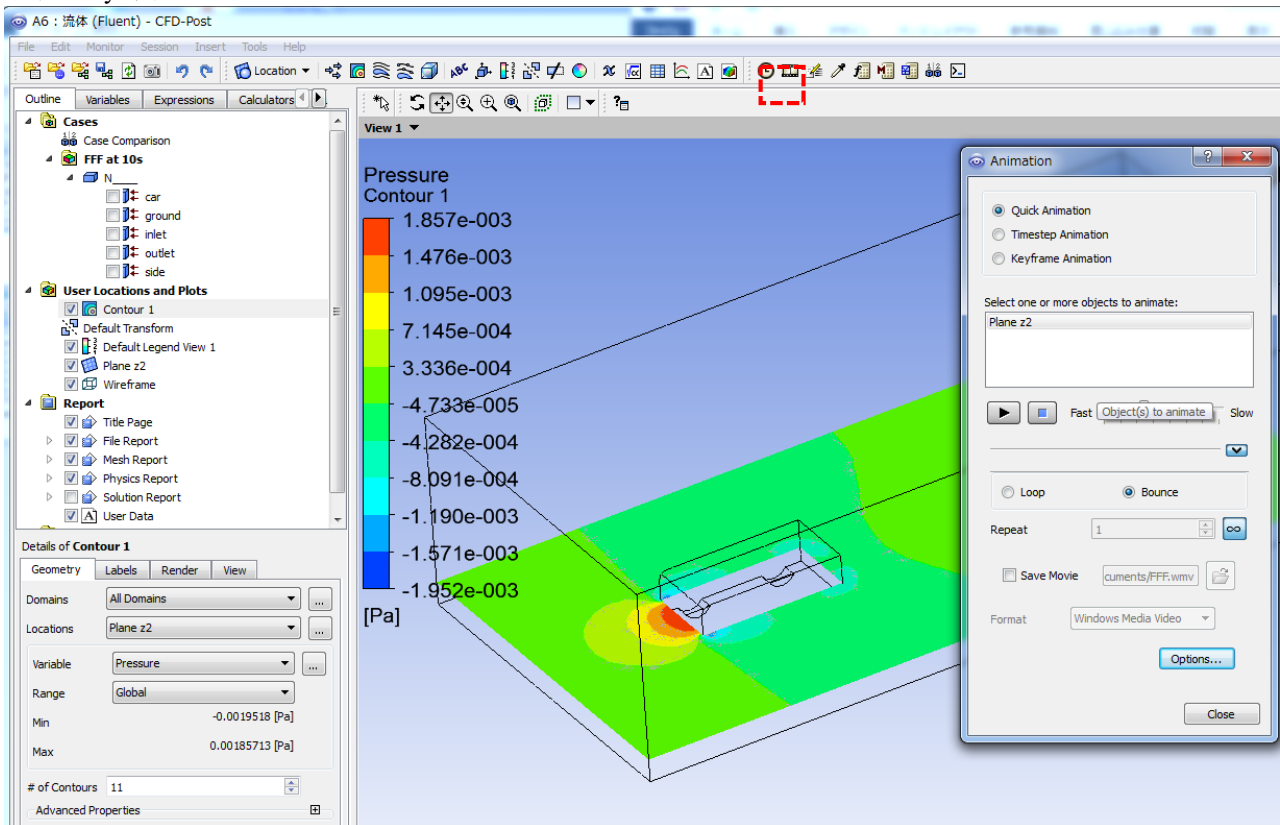 A6 : 流体 (Fluent) - CFD-Post
File Edit Monitor Session Insert Tools Help
Location
Outline Variables Expressions Calculators
Cases
Case Comparison
FFF at 10s
N____
car
ground
inlet
outlet
side
User Locations and Plots
Contour 1
Default Transform
Default Legend View 1
Plane z2
Wireframe
Report
Title Page
File Report
Mesh Report
Physics Report
Solution Report
User Data
Details of Contour 1
Geometry Labels Render View
Domains All Domains ...
Locations Plane z2 ...
Variable Pressure ...
Range Global
Min -0.0019518 [Pa]
Max 0.00185713 [Pa]
# of Contours 11
Advanced Properties
View 1
Pressure
Contour 1
1.857e-003
1.476e-003
1.095e-003
7.145e-004
3.336e-004
-4.733e-005
-4.282e-004
-8.091e-004
-1.190e-003
-1.571e-003
-1.952e-003
[Pa]
Animation
Quick Animation
Timestep Animation
Keyframe Animation
Select one or more objects to animate:
Plane z2
Fast Object(s) to animate Slow
Loop Bounce
Repeat 1
Save Movie cuments/FFF.wmv
Format Windows Media Video
Options...
Close